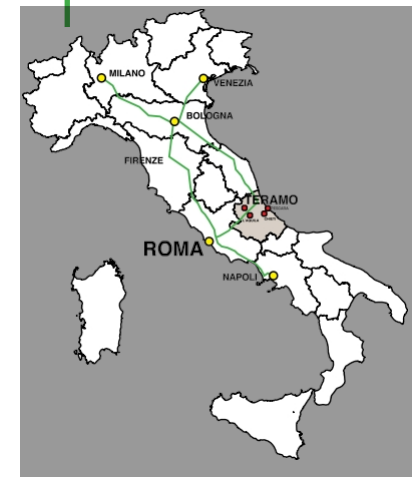 MILANO
VENEZIA
BOLOGNA
FIRENZE
TERAMO
ROMA
NAPOLI